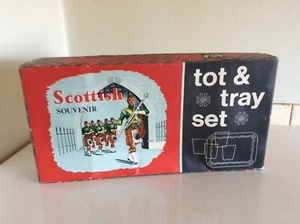 Scottish
SOUVENIR
tot &
tray
set